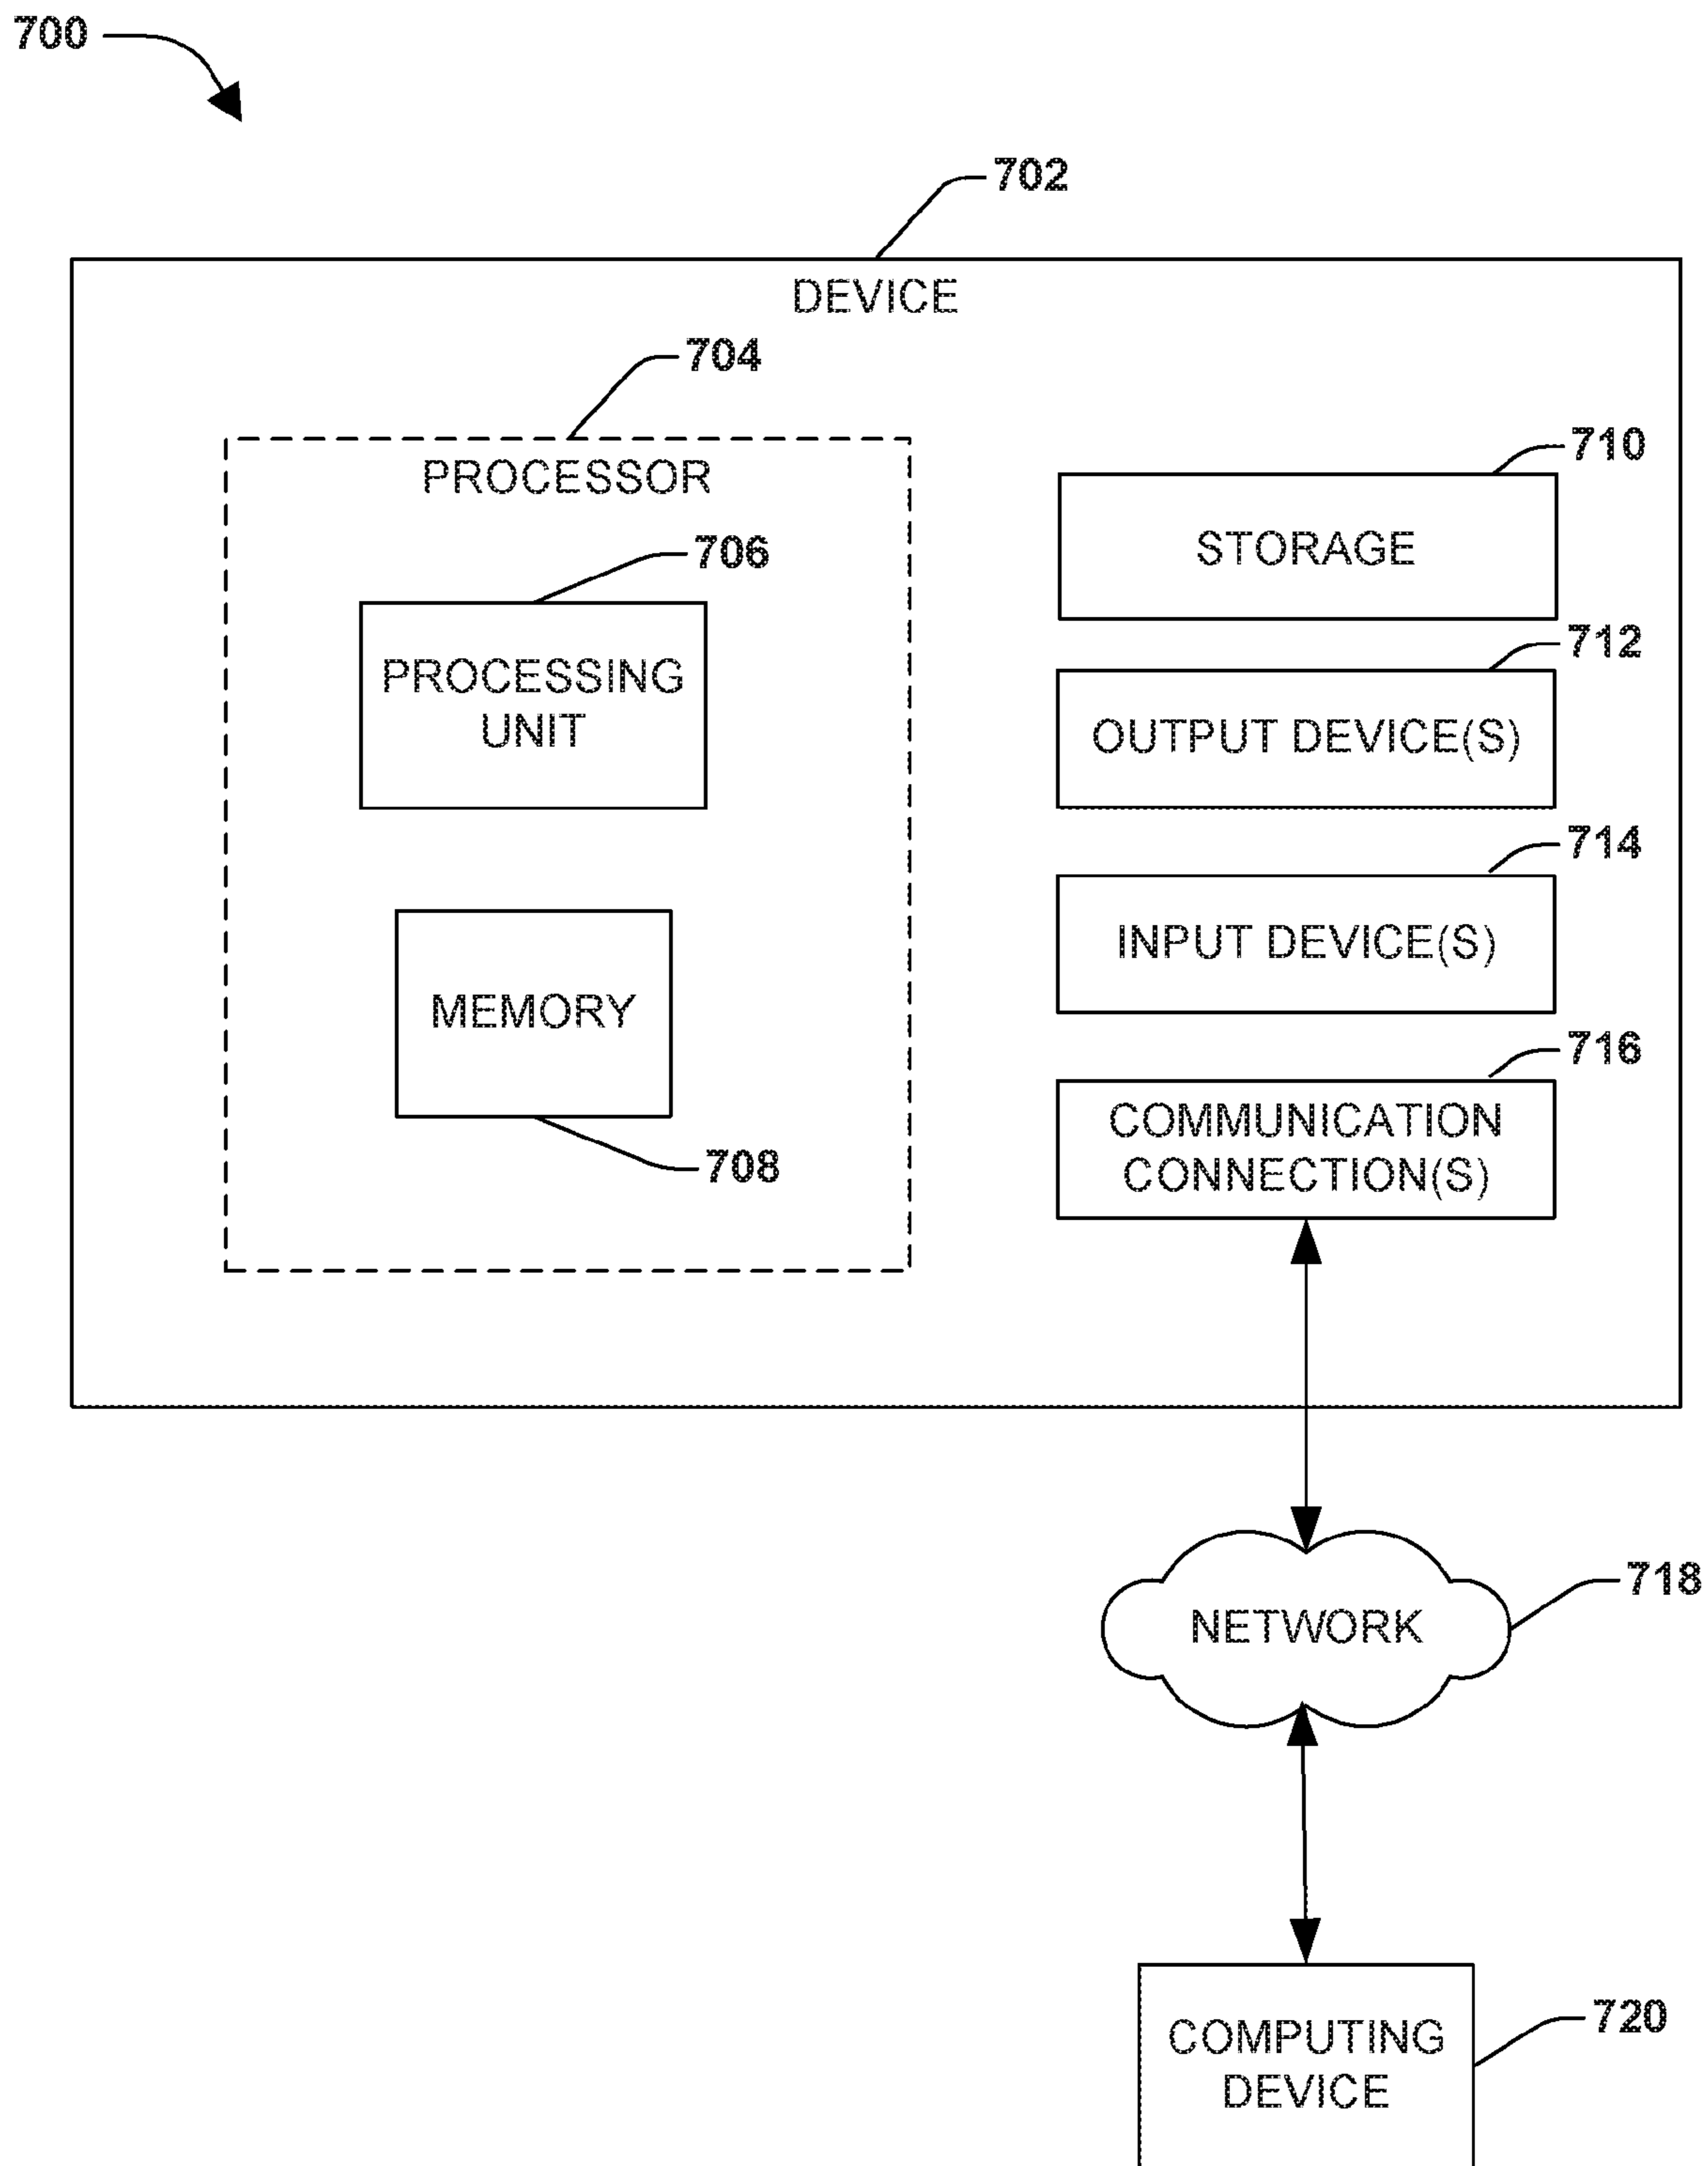 700
702
DEVICE
704
PROCESSOR
710
STORAGE
706
PROCESSING
UNIT
712
OUTPUT DEVICE(S)
714
INPUT DEVICE(S)
MEMORY
708
716
COMMUNICATION
CONNECTION(S)
718
NETWORK
720
COMPUTING
DEVICE